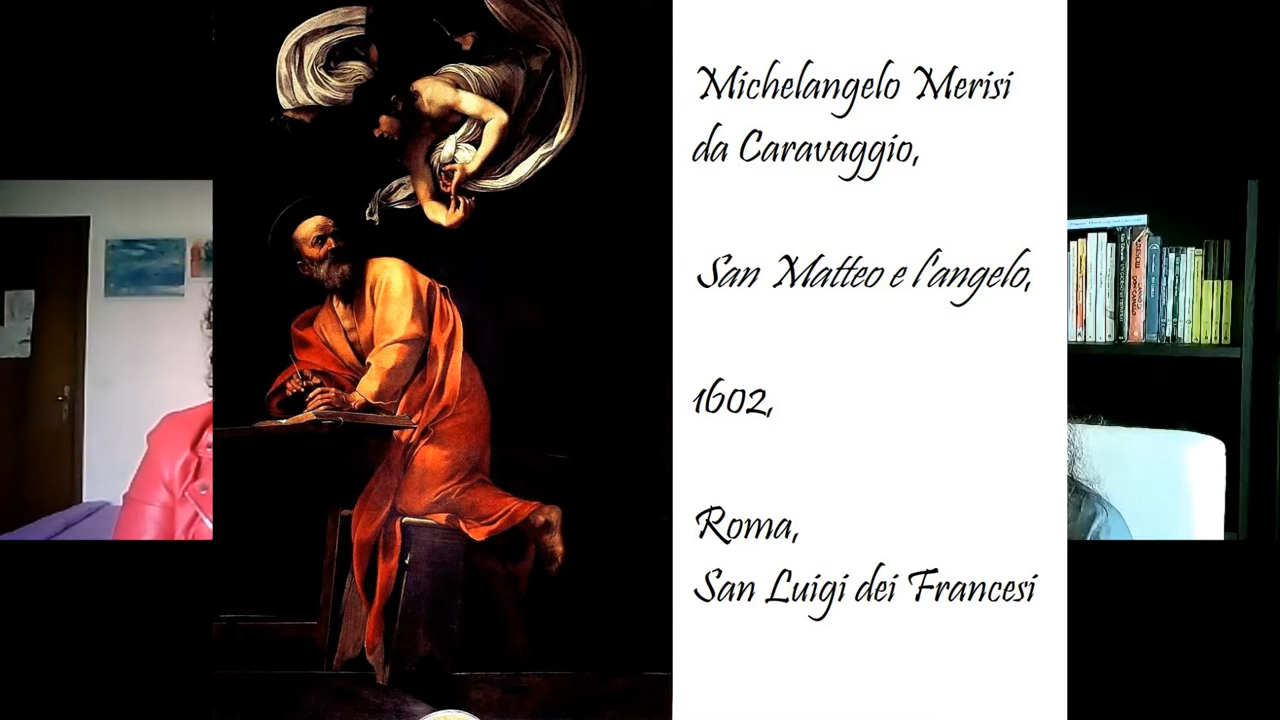 Michelangelo Merisi
da Caravaggio,
San Matteo e l'angelo,
1602,
Roma,
San Luigi dei Francesi